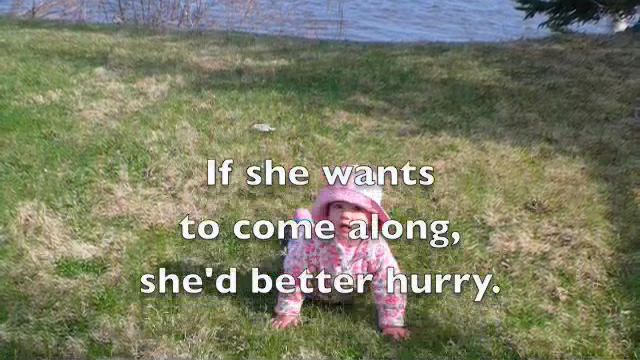 If she wants
to come along,
she'd better hurry.